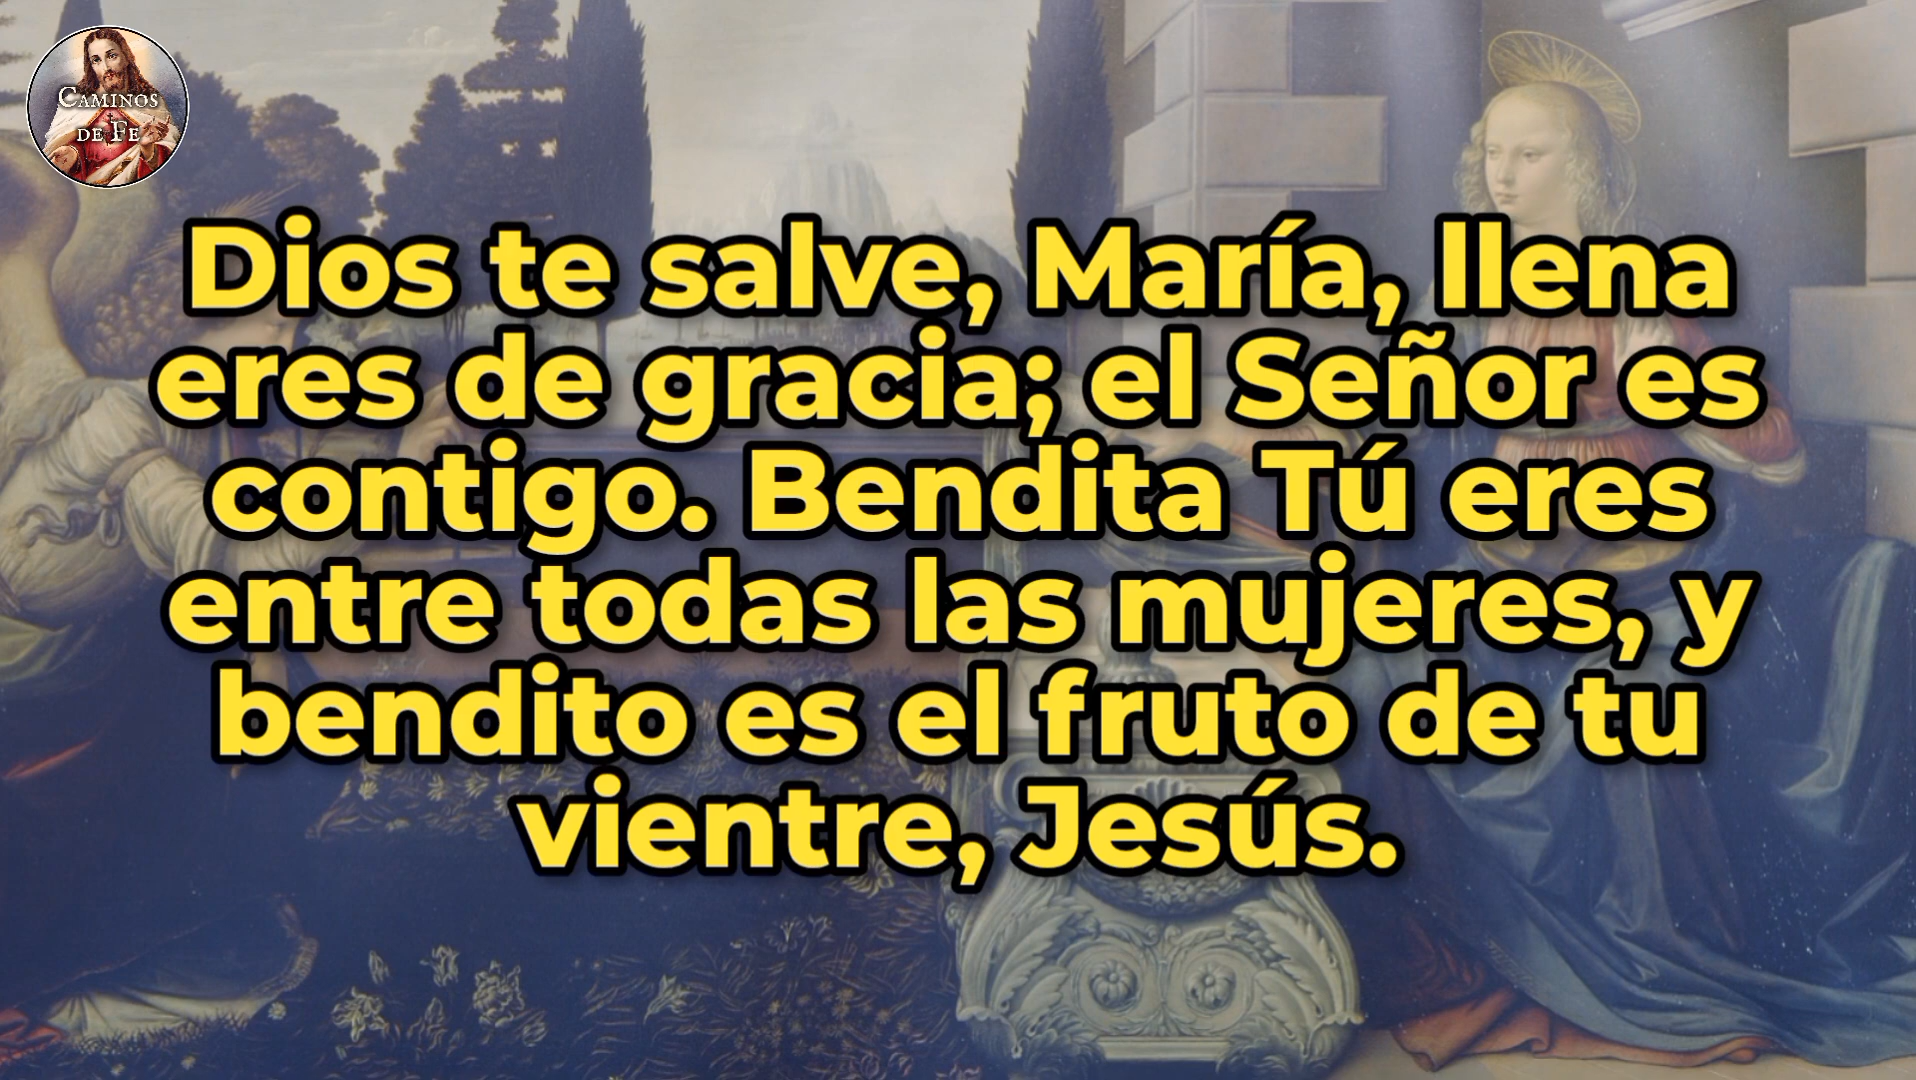 CAMINOS
DE FE
Dios te salve, María, llena
eres de gracia; el Señor es
contigo. Bendita Tú eres
entre todas las mujeres, y
bendito es el fruto de tu
vientre, Jesús.